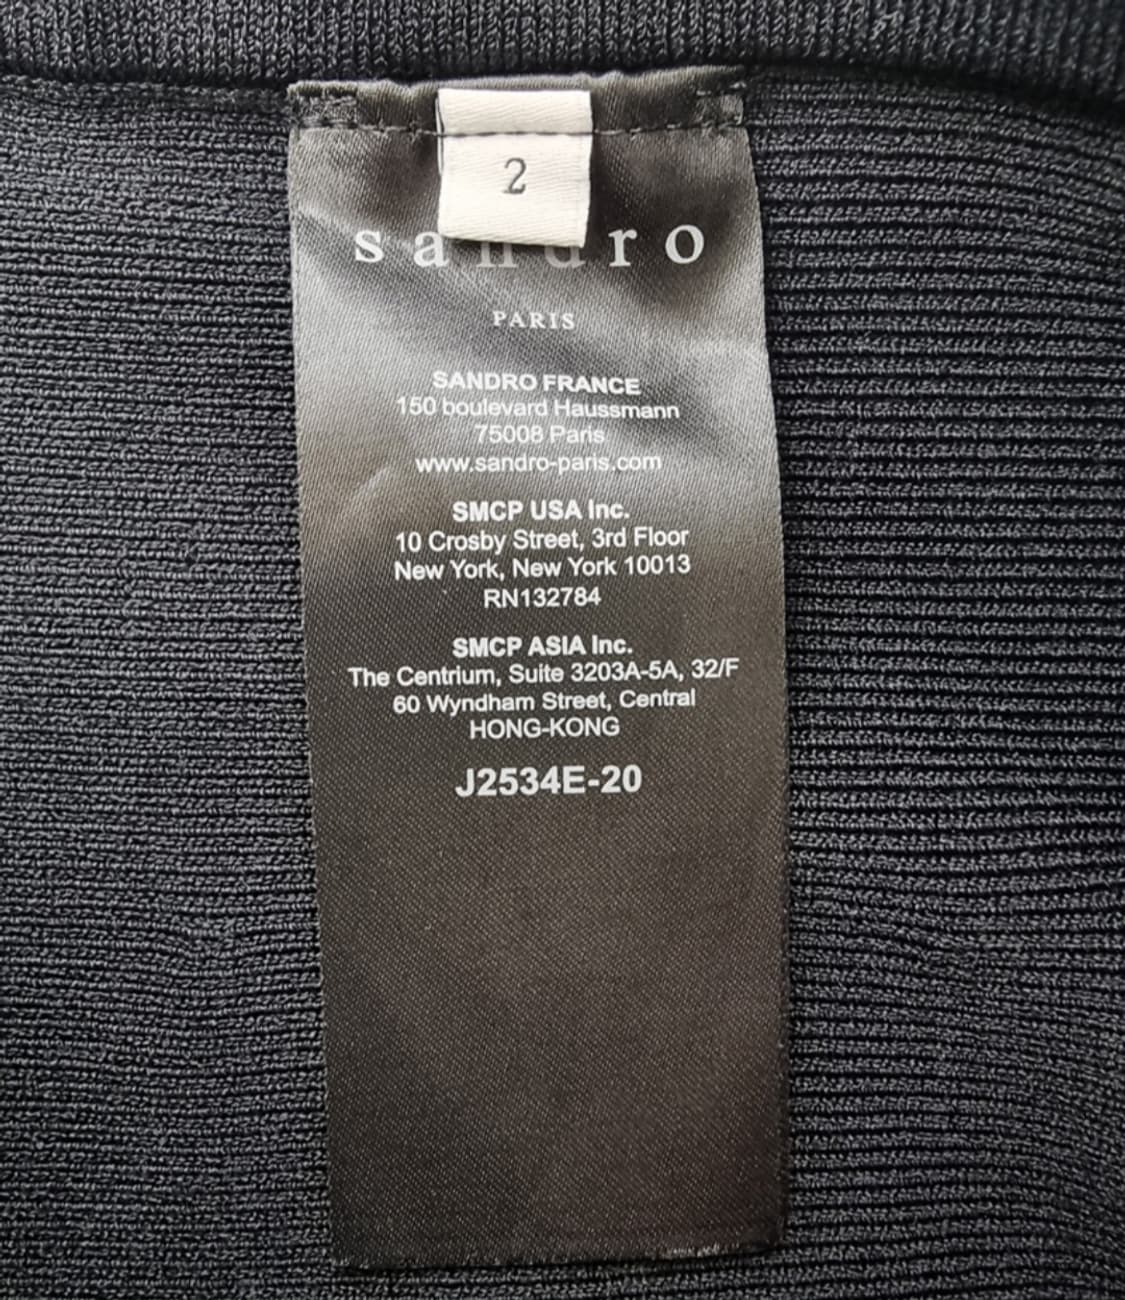 2
sandro
PARIS
SANDRO FRANCE
150 boulevard Haussmann
75008 Paris
www.sandro-paris.com
SMCP USA Inc.
10 Crosby Street, 3rd Floor
New York, New York 10013
RN132784
SMCP ASIA Inc.
The Centrium, Suite 3203A-5A, 32/F
60 Wyndham Street, Central
HONG-KONG
J2534E-20